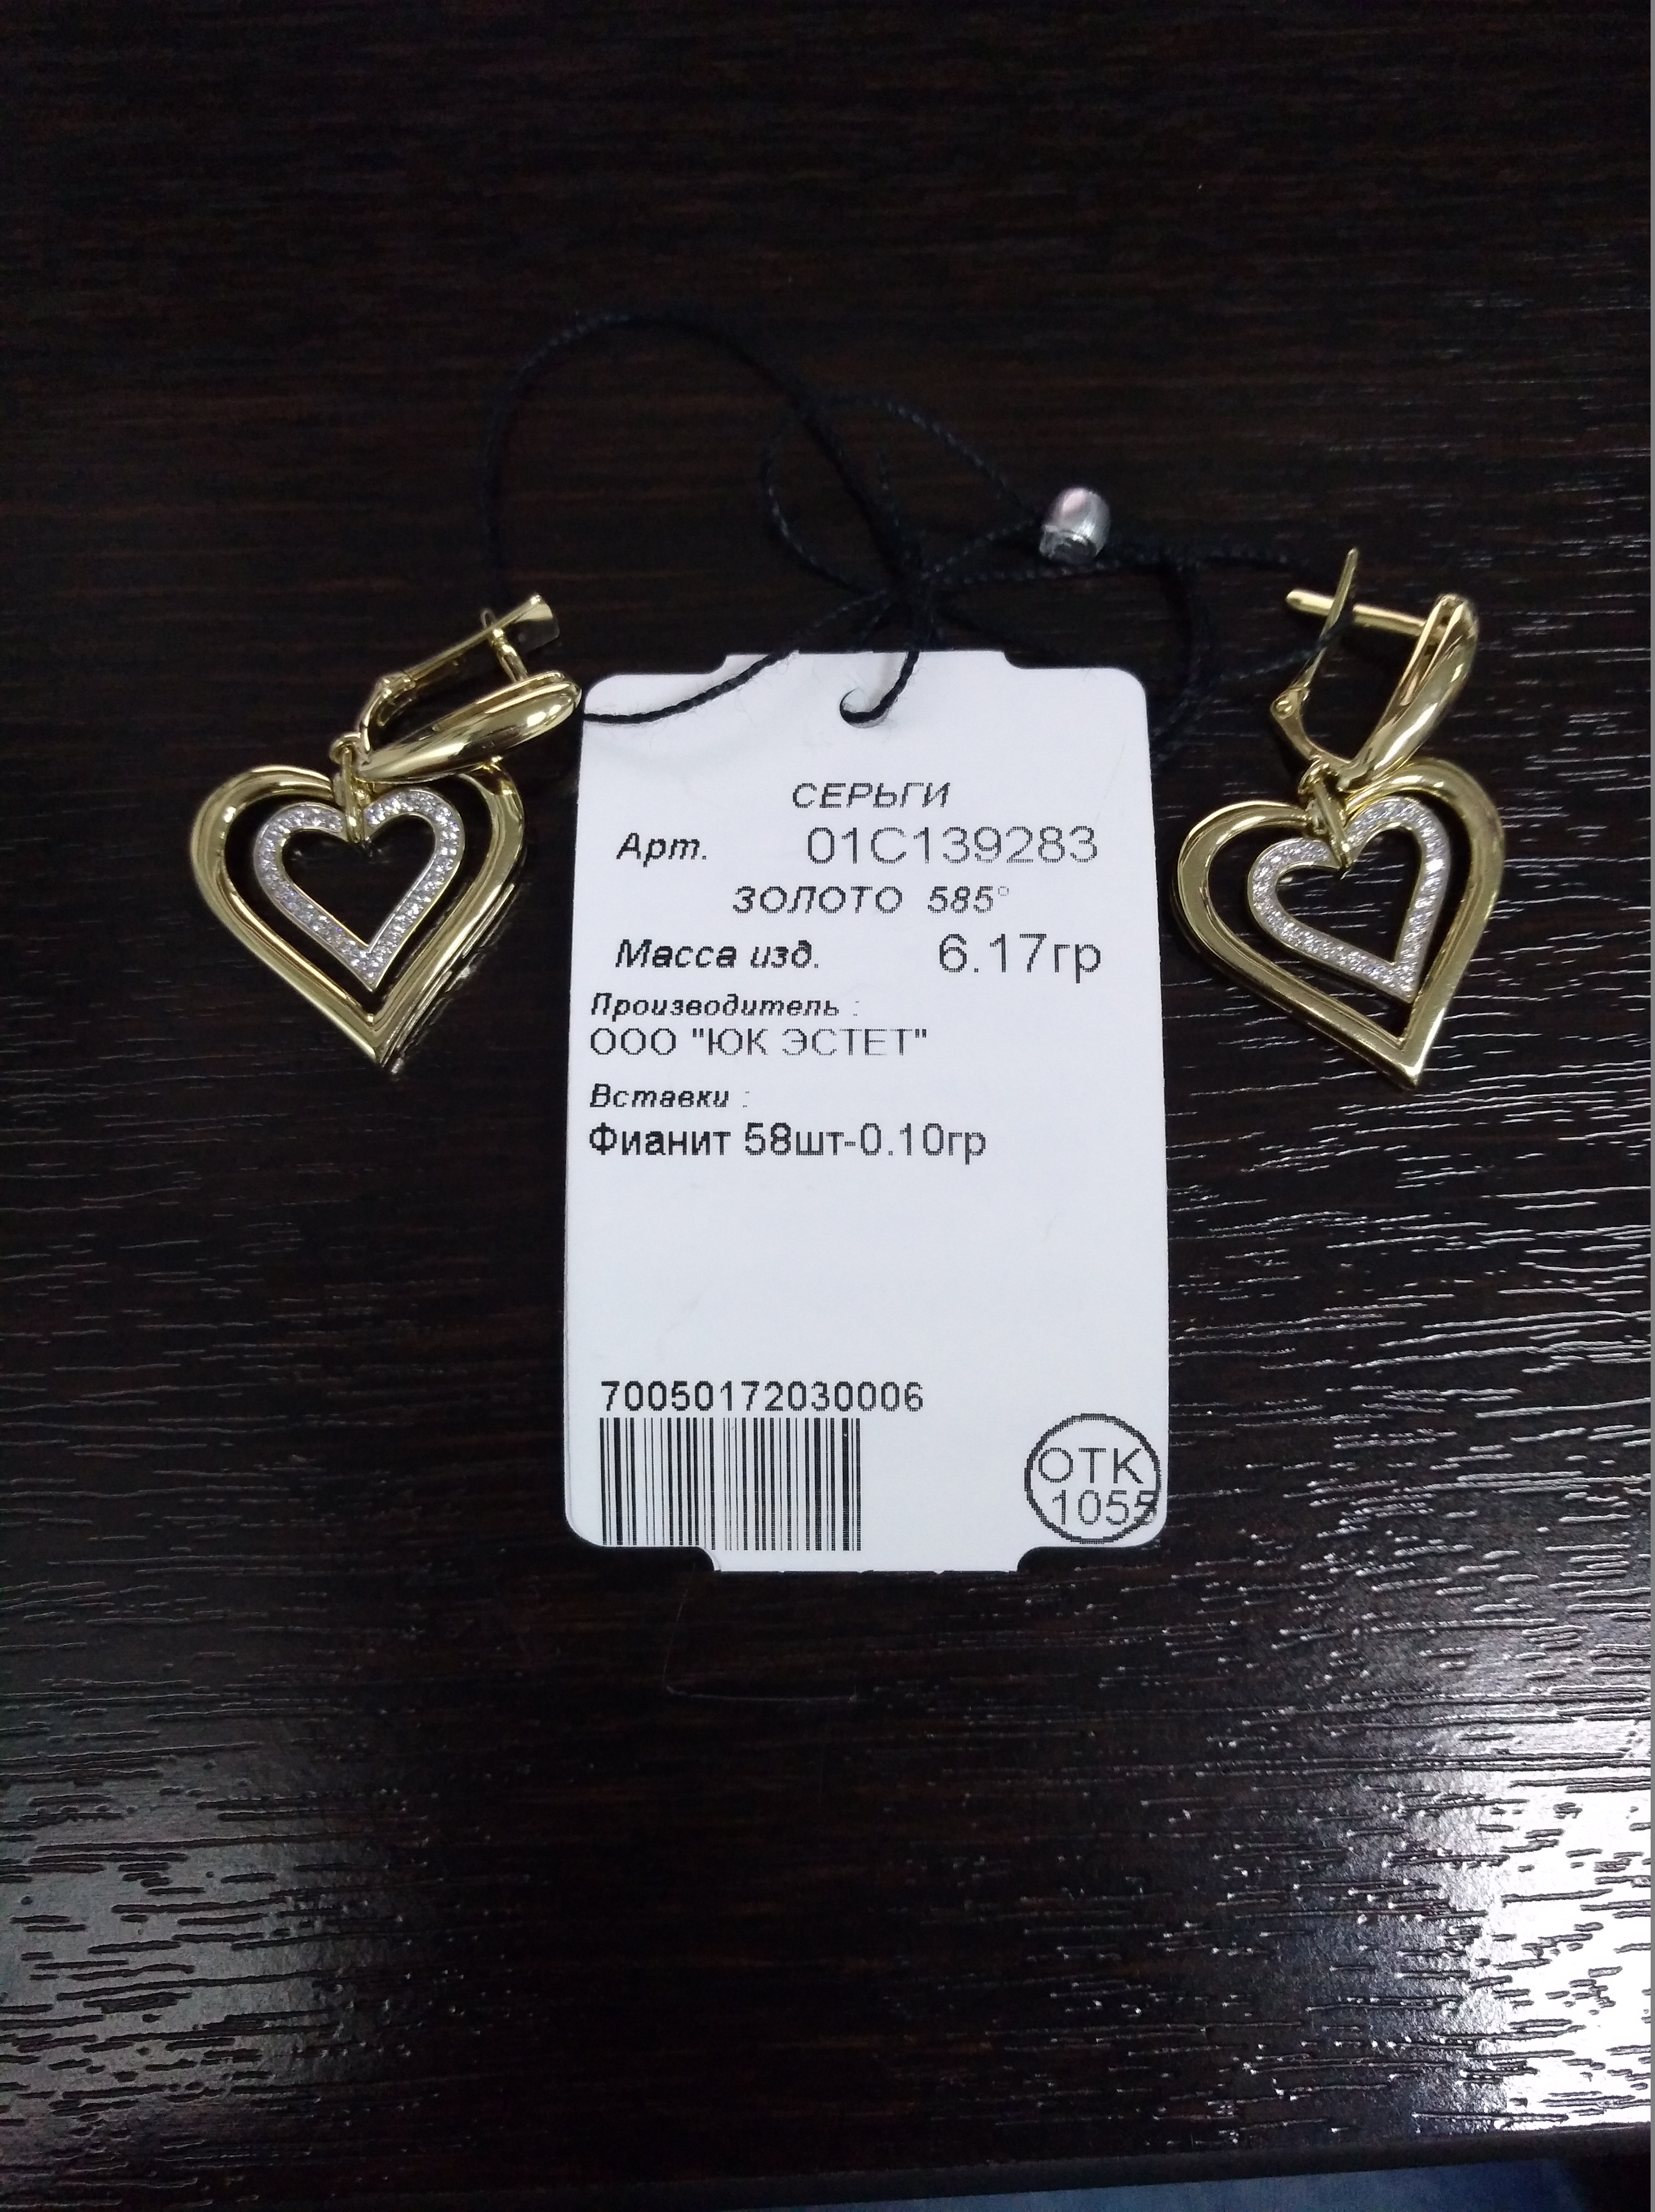 СЕРЬГИ
Арт. 01С139283
ЗОЛОТО 585°
Масса изд. 6.17гр
Производитель :
ООО "ЮК ЭСТЕТ"
Вставки :
Фианит 58шт-0.10гр
70050172030006
ОТК
1055